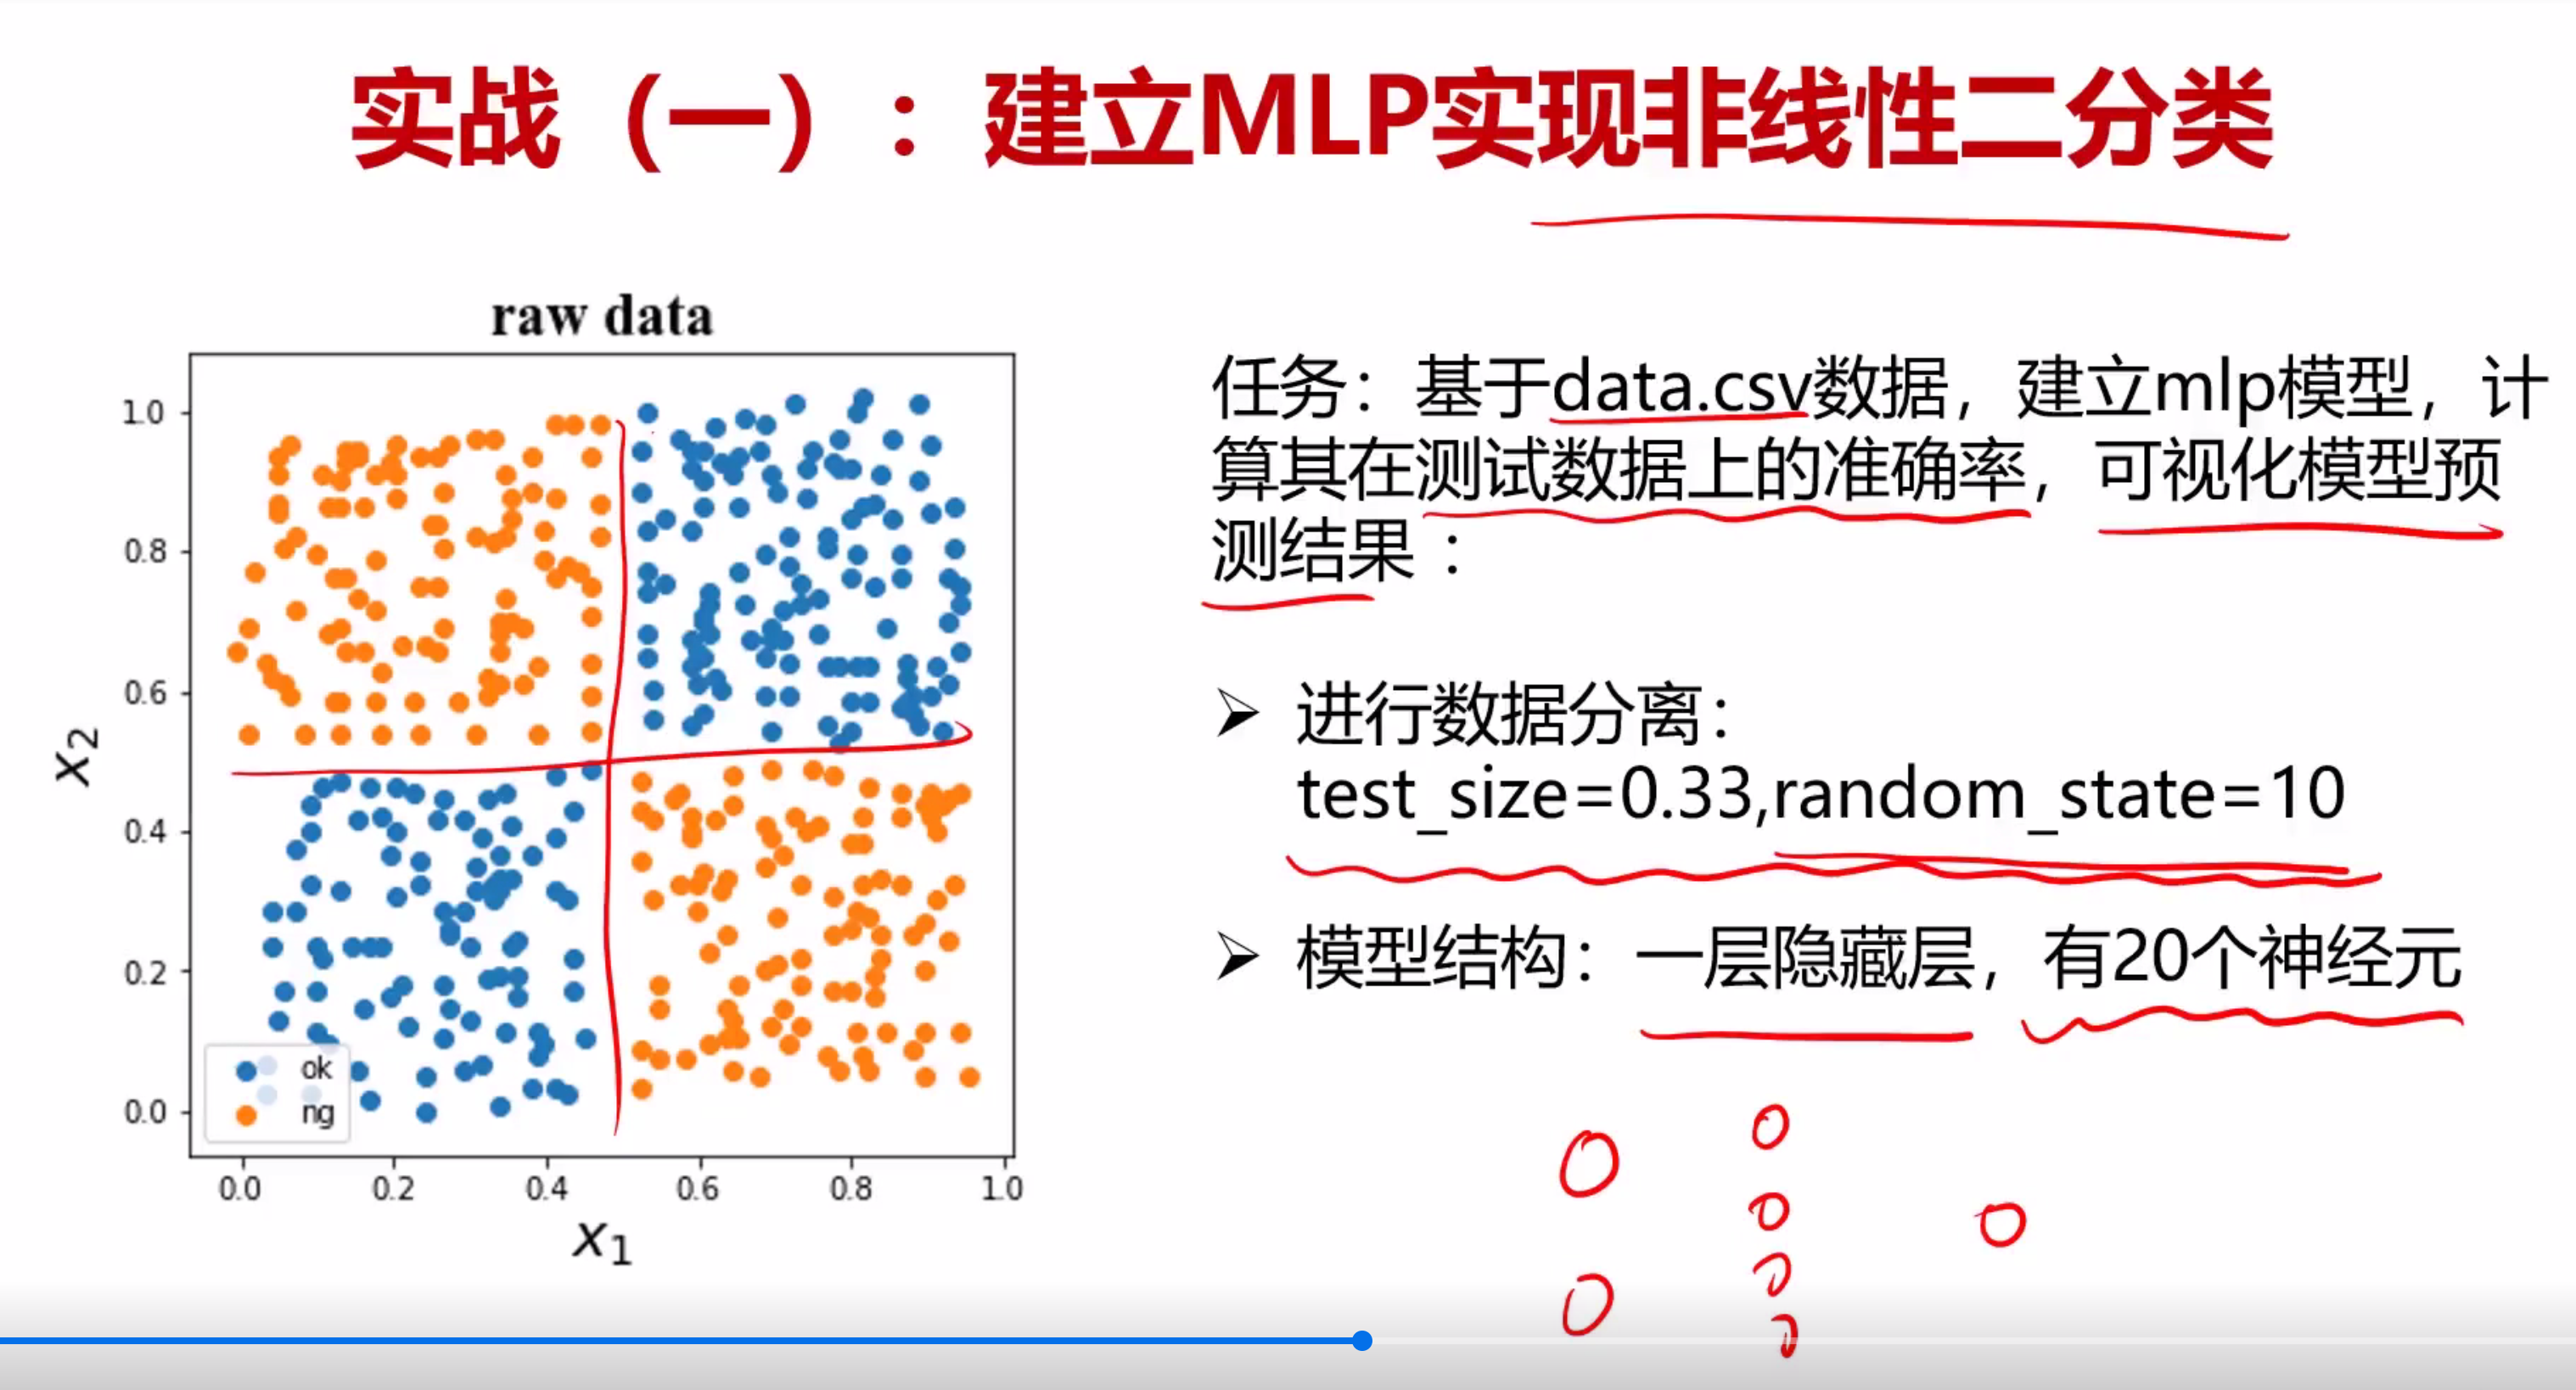 实战（一）：建立MLP实现非线性二分类
raw data
1.0
0.8
0.6
0.4
0.2
0.0
x2
ok
ng
0.0 0.2 0.4 0.6 0.8 1.0
x1
任务：基于data.csv数据，建立mlp模型，计
算其在测试数据上的准确率，可视化模型预
测结果：
➢ 进行数据分离：
test_size=0.33,random_state=10
➢ 模型结构：一层隐藏层，有20个神经元